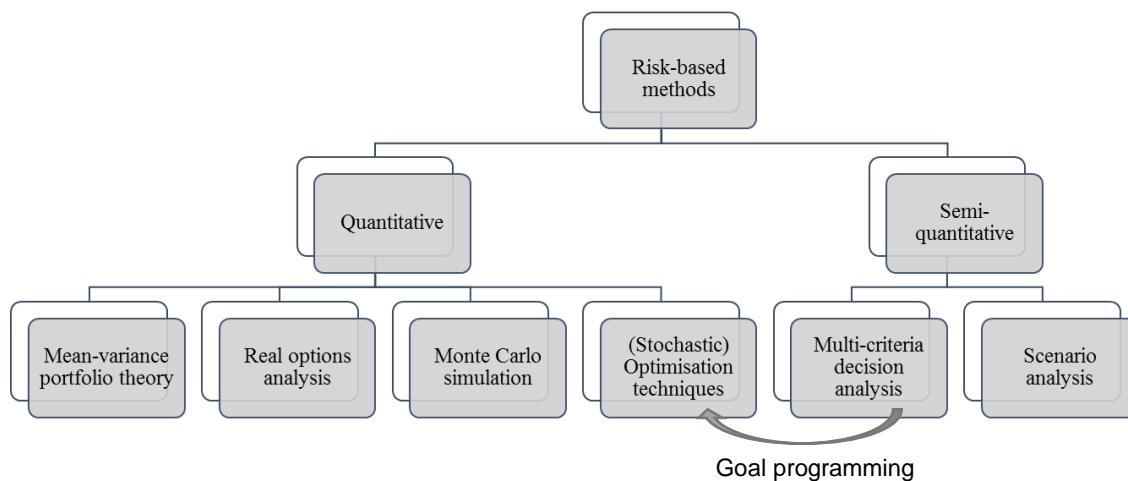 Risk-based
methods
Quantitative
Semi-
quantitative
Mean-variance
portfolio theory
Real options
analysis
Monte Carlo
simulation
(Stochastic)
Optimisation
techniques
Multi-criteria
decision
analysis
Scenario
analysis
Goal programming